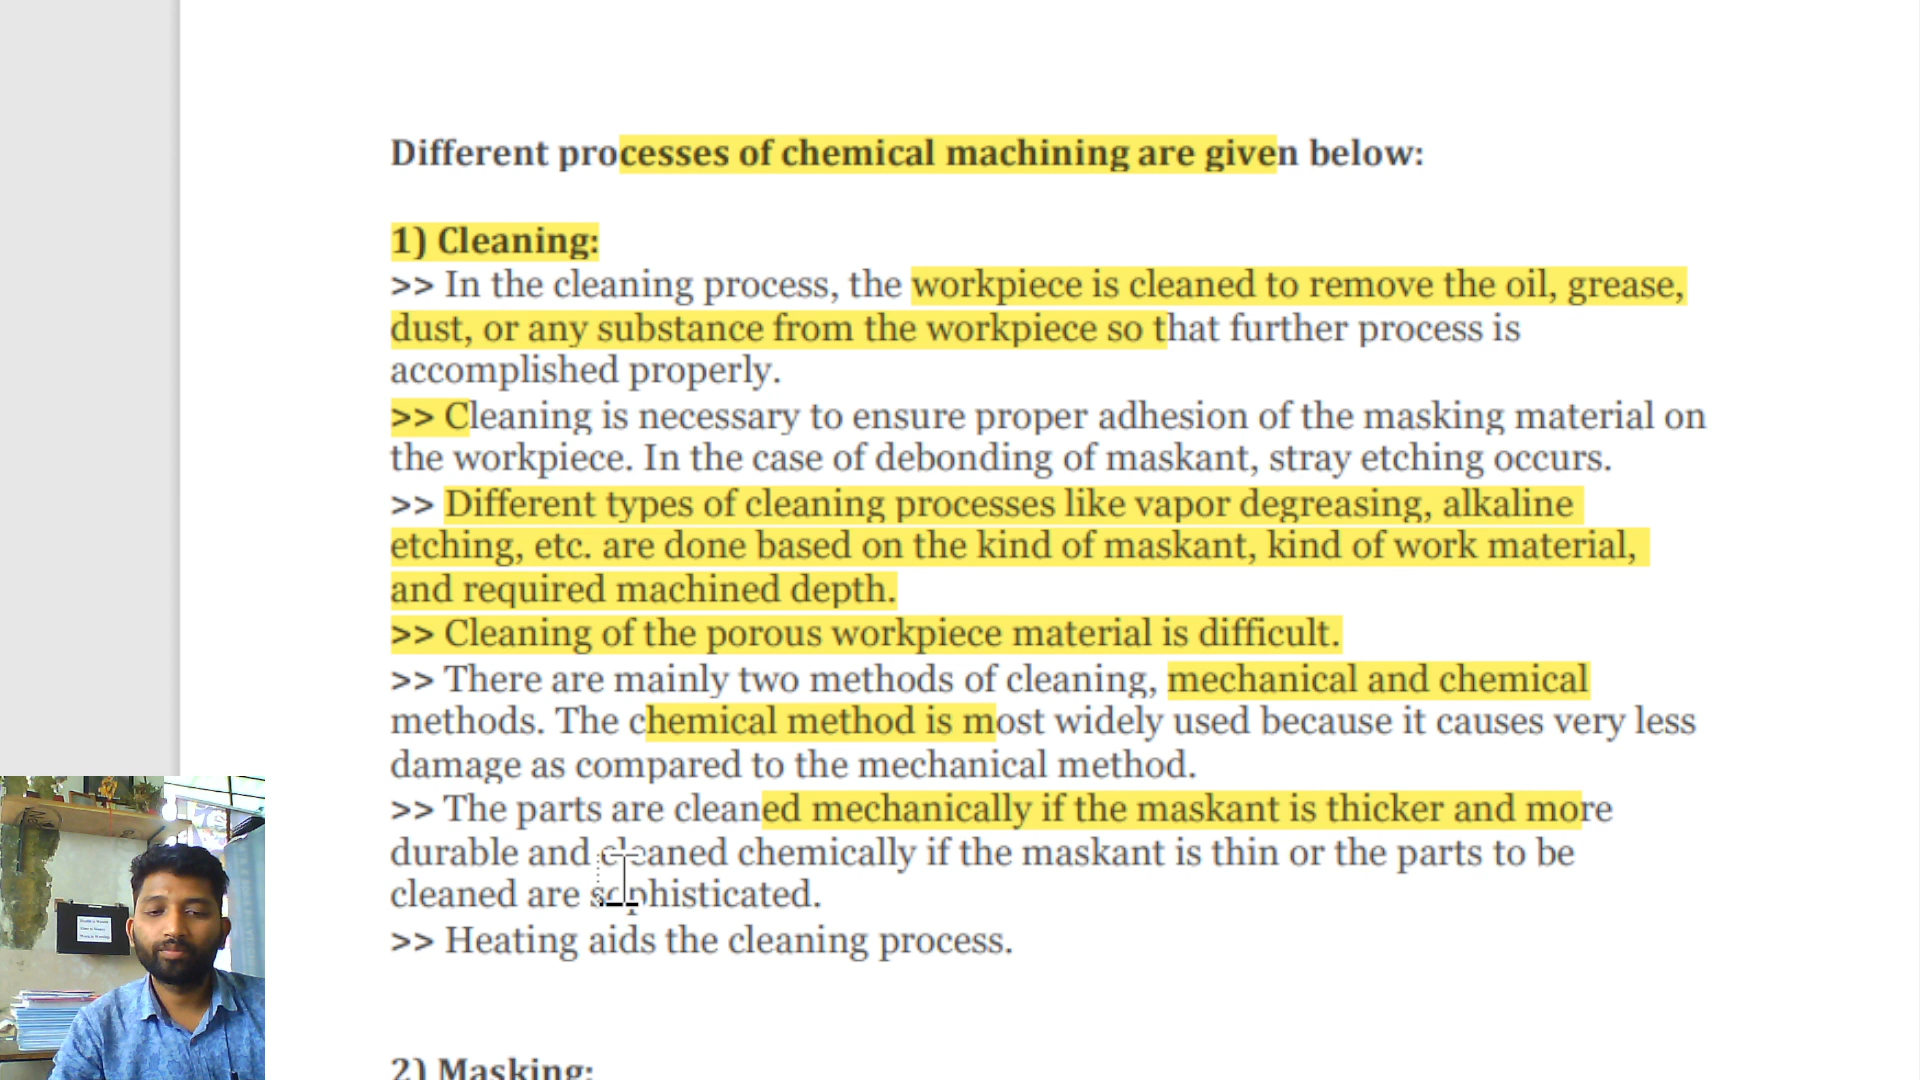 Different processes of chemical machining are given below:
1) Cleaning:
>> In the cleaning process, the workpiece is cleaned to remove the oil, grease,
dust, or any substance from the workpiece so that further process is
accomplished properly.
>> Cleaning is necessary to ensure proper adhesion of the masking material on
the workpiece. In the case of debonding of maskant, stray etching occurs.
>> Different types of cleaning processes like vapor degreasing, alkaline
etching, etc. are done based on the kind of maskant, kind of work material,
and required machined depth.
>> Cleaning of the porous workpiece material is difficult.
>> There are mainly two methods of cleaning, mechanical and chemical
methods. The chemical method is most widely used because it causes very less
damage as compared to the mechanical method.
>> The parts are cleaned mechanically if the maskant is thicker and more
durable and cleaned chemically if the maskant is thin or the parts to be
cleaned are sophisticated.
>> Heating aids the cleaning process.
2) Masking: